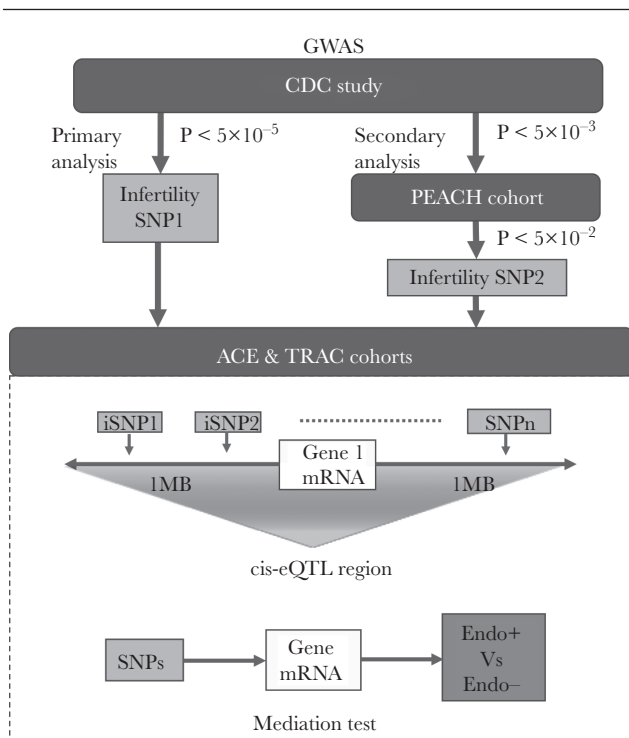 GWAS
CDC study
Primary
analysis
P < 5×10⁻⁵
Secondary
analysis
P < 5×10⁻³
Infertility
SNP1
PEACH cohort
P < 5×10⁻²
Infertility SNP2
ACE & TRAC cohorts
iSNP1
iSNP2
SNPn
Gene 1
mRNA
1MB
1MB
cis-eQTL region
SNPs
Gene
mRNA
Endo+
Vs
Endo–
Mediation test